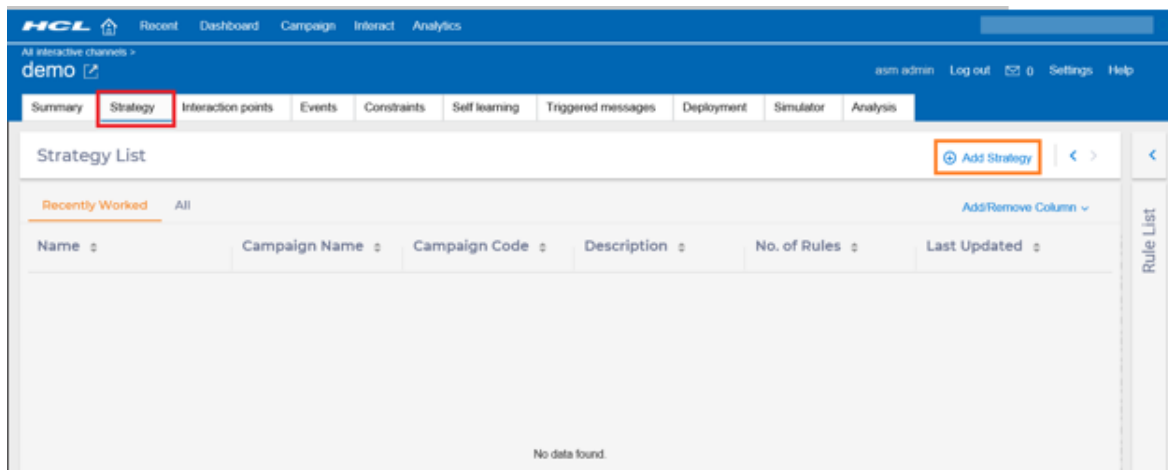 HCL Recent Dashboard Campaign Interact Analytics
All interactive channels >
demo asm admin Log out 0 Settings Help
Summary Strategy Interaction points Events Constraints Self learning Triggered messages Deployment Simulator Analysis
Strategy List Add Strategy < > <
Recently Worked All Add/Remove Column
Name Campaign Name Campaign Code Description No. of Rules Last Updated
Rule List
No data found.